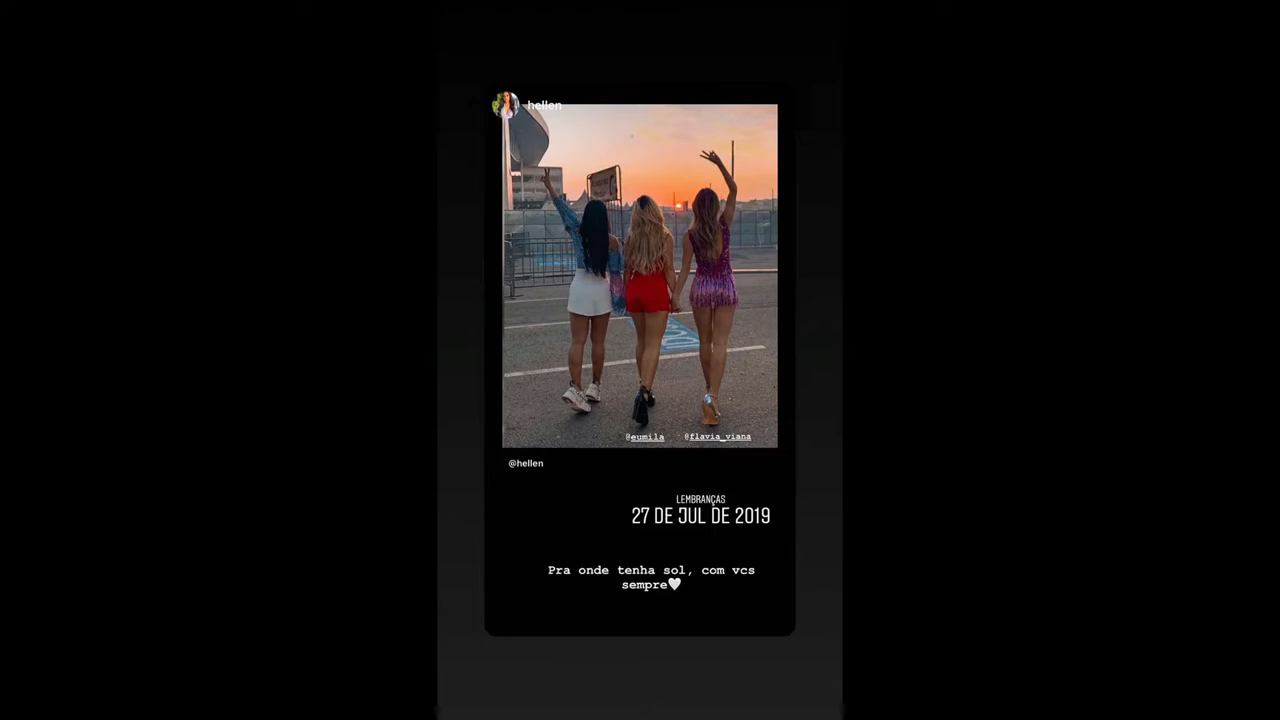 hellen
@eumila @flavia_viana
@hellen
LEMBRANÇAS
27 DE JUL DE 2019
Pra onde tenha sol, com vcs
sempre🤍